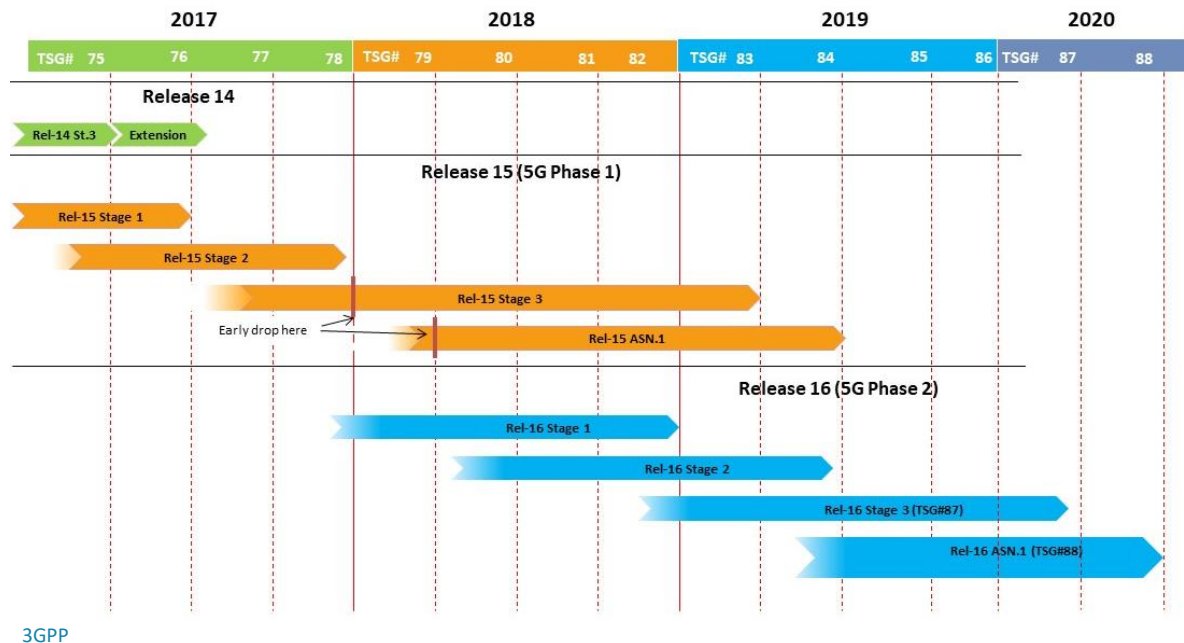 2017 2018 2019 2020
TSG# 75 76 77 78 TSG# 79 80 81 82 TSG# 83 84 85 86 TSG# 87 88
Release 14
Rel-14 St.3 Extension
Release 15 (5G Phase 1)
Rel-15 Stage 1
Rel-15 Stage 2
Rel-15 Stage 3
Early drop here
Rel-15 ASN.1
Release 16 (5G Phase 2)
Rel-16 Stage 1
Rel-16 Stage 2
Rel-16 Stage 3 (TSG#87)
Rel-16 ASN.1 (TSG#88)
3GPP